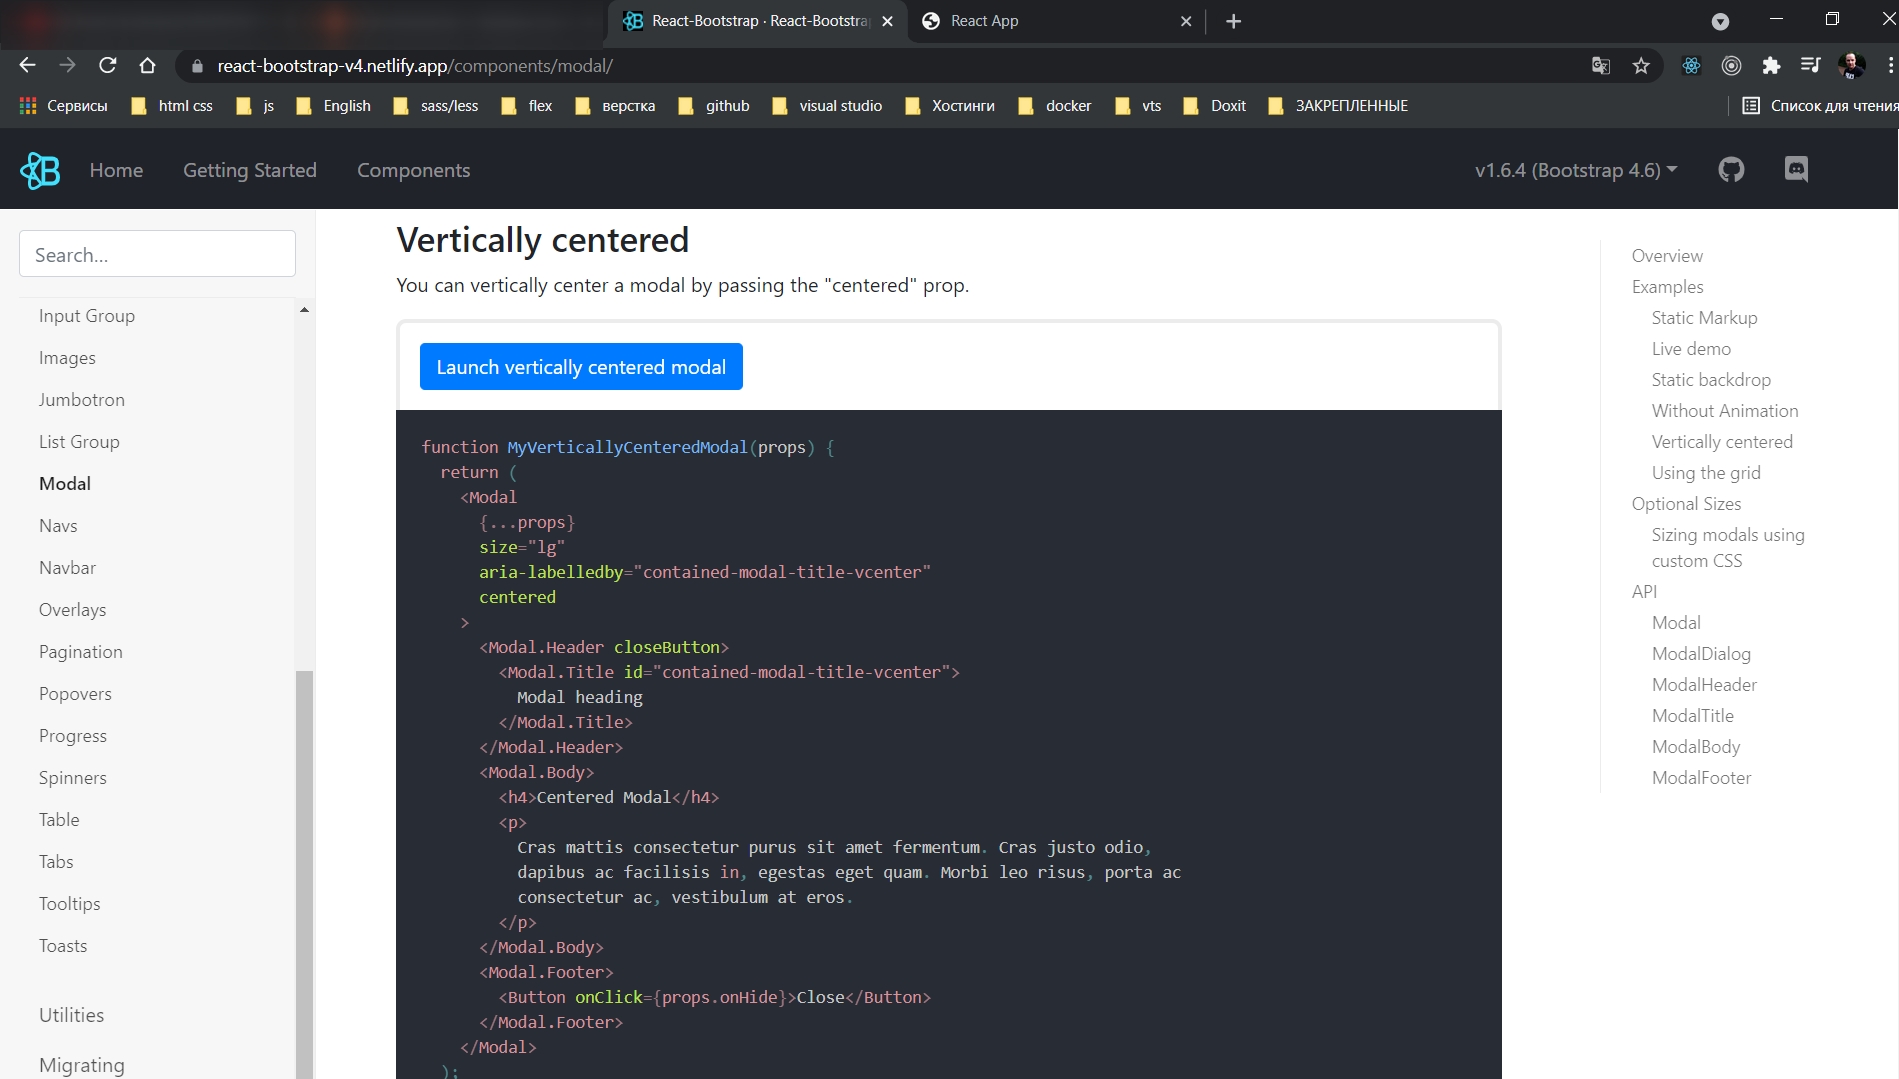 React-Bootstrap · React-Bootstra
React App
react-bootstrap-v4.netlify.app/components/modal/
Сервисы html css js English sass/less flex верстка github visual studio Хостинги docker vts Doxit ЗАКРЕПЛЕННЫЕ Список для чтения
Home Getting Started Components v1.6.4 (Bootstrap 4.6)
Search...
Input Group
Images
Jumbotron
List Group
Modal
Navs
Navbar
Overlays
Pagination
Popovers
Progress
Spinners
Table
Tabs
Tooltips
Toasts
Utilities
Migrating
Vertically centered
You can vertically center a modal by passing the "centered" prop.
Launch vertically centered modal
function MyVerticallyCenteredModal(props) {
  return (
    <Modal
      {...props}
      size="lg"
      aria-labelledby="contained-modal-title-vcenter"
      centered
    >
      <Modal.Header closeButton>
        <Modal.Title id="contained-modal-title-vcenter">
          Modal heading
        </Modal.Title>
      </Modal.Header>
      <Modal.Body>
        <h4>Centered Modal</h4>
        <p>
          Cras mattis consectetur purus sit amet fermentum. Cras justo odio,
          dapibus ac facilisis in, egestas eget quam. Morbi leo risus, porta ac
          consectetur ac, vestibulum at eros.
        </p>
      </Modal.Body>
      <Modal.Footer>
        <Button onClick={props.onHide}>Close</Button>
      </Modal.Footer>
    </Modal>
  );
Overview
Examples
Static Markup
Live demo
Static backdrop
Without Animation
Vertically centered
Using the grid
Optional Sizes
Sizing modals using
custom CSS
API
Modal
ModalDialog
ModalHeader
ModalTitle
ModalBody
ModalFooter